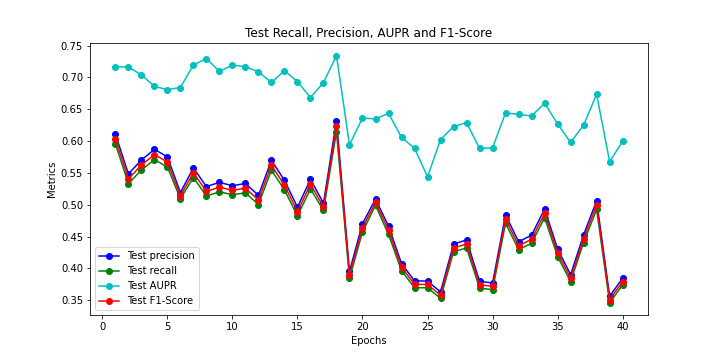 Test Recall, Precision, AUPR and F1-Score
0.75
0.70
0.65
0.60
0.55
0.50
0.45
0.40
0.35
Metrics
Test precision
Test recall
Test AUPR
Test F1-Score
0 5 10 15 20 25 30 35 40
Epochs